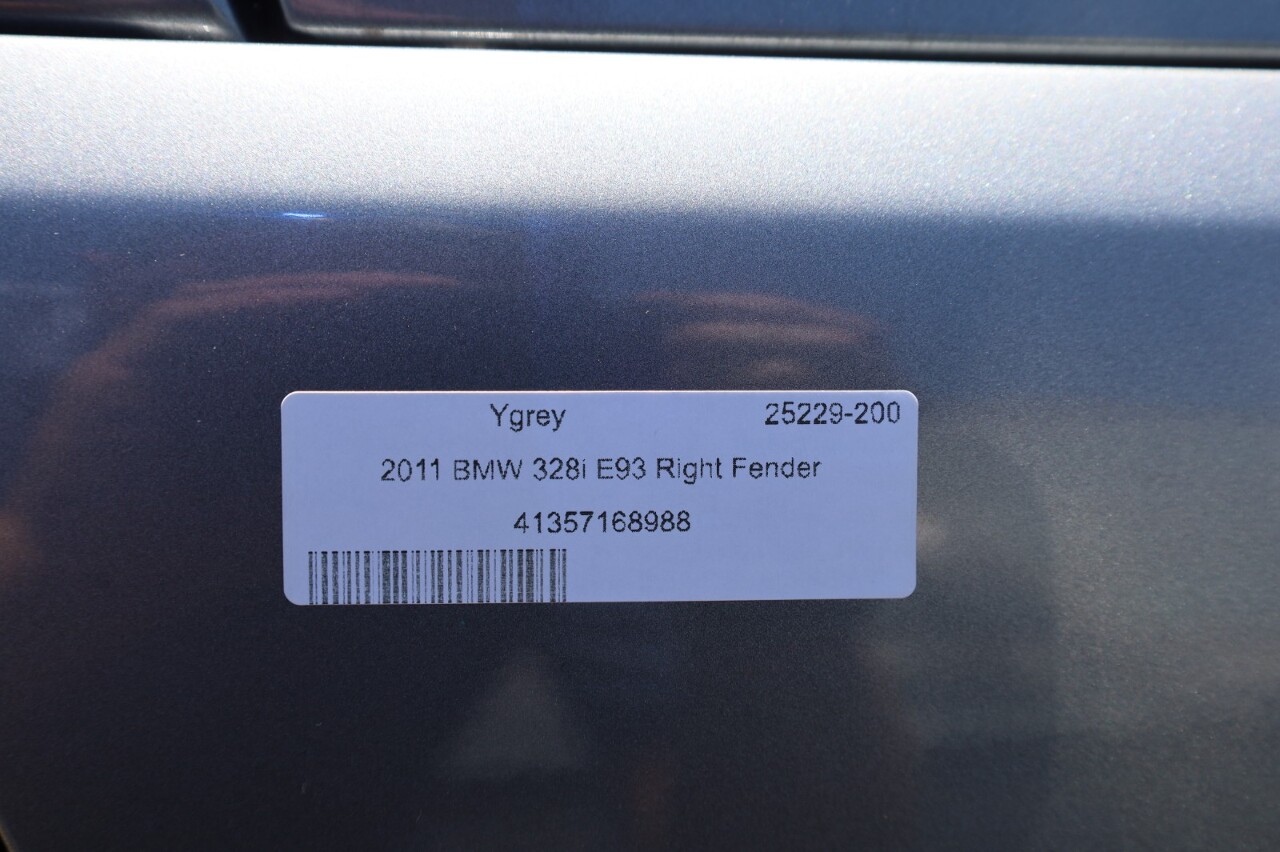 Ygrey 25229-200
2011 BMW 328i E93 Right Fender
41357168988